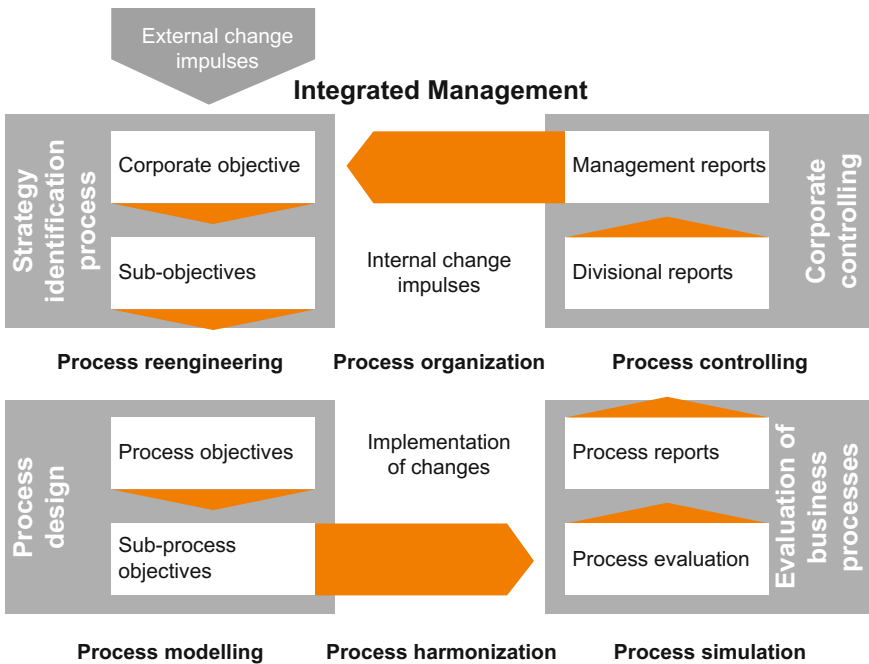 External change
impulses
Integrated Management
Strategy
identification
process
Corporate objective
Sub-objectives
Internal change
impulses
Management reports
Divisional reports
Corporate
controlling
Process reengineering
Process organization
Process controlling
Process
design
Process objectives
Sub-process
objectives
Implementation
of changes
Process reports
Process evaluation
Evaluation of
business
processes
Process modelling
Process harmonization
Process simulation